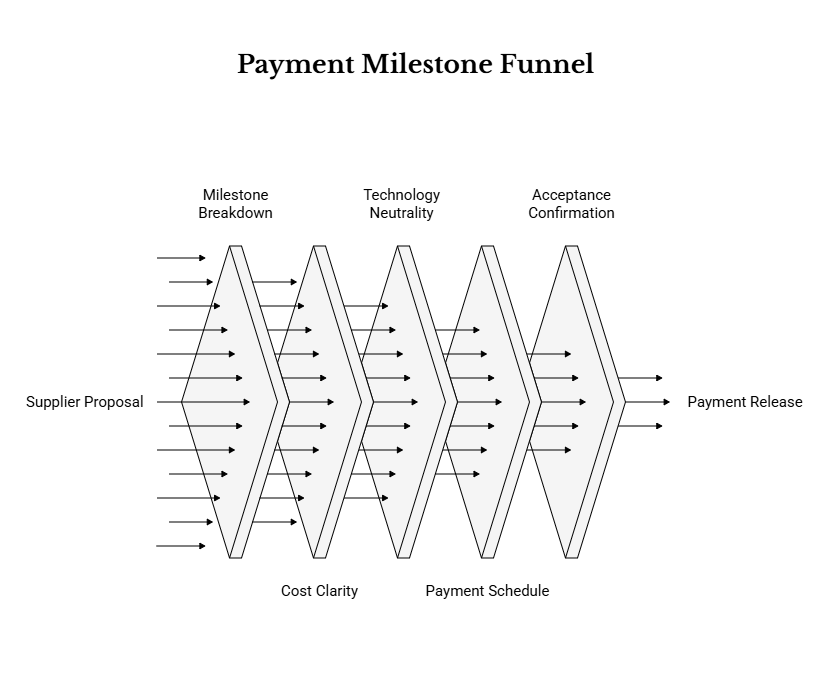 Payment Milestone Funnel
Milestone
Breakdown
Technology
Neutrality
Acceptance
Confirmation
Supplier Proposal
Payment Release
Cost Clarity
Payment Schedule